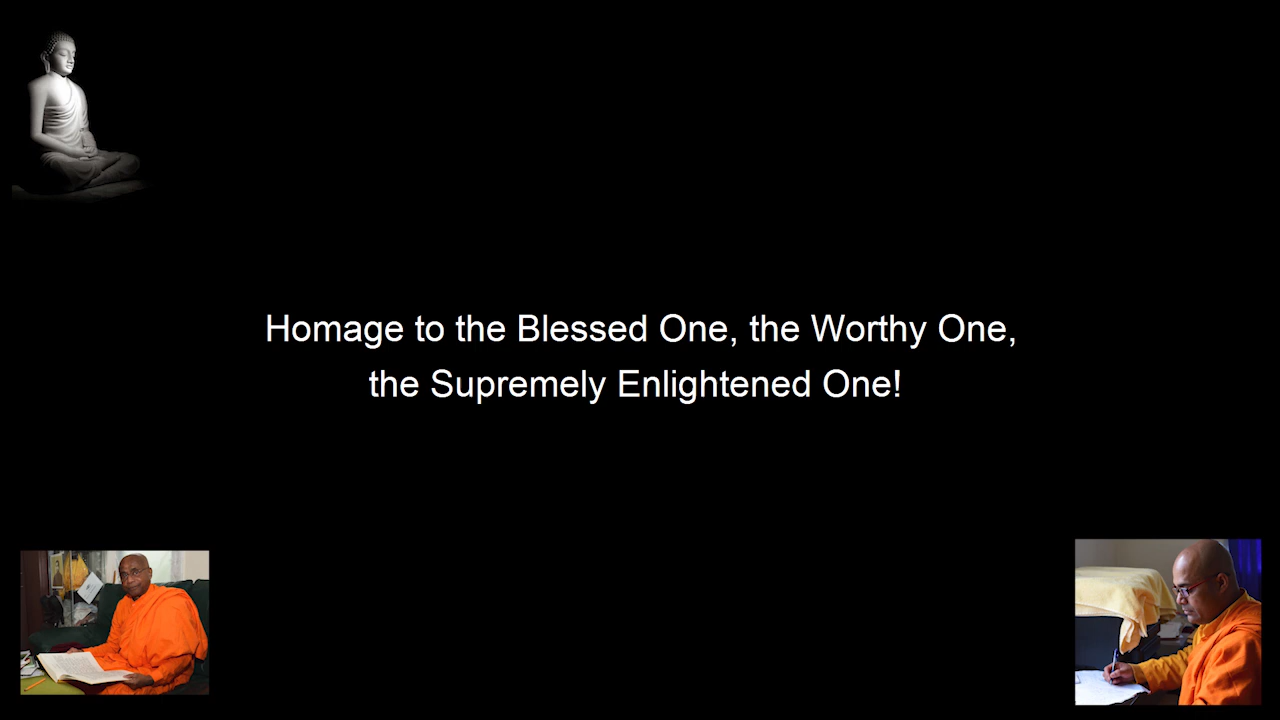 Homage to the Blessed One, the Worthy One,
the Supremely Enlightened One!